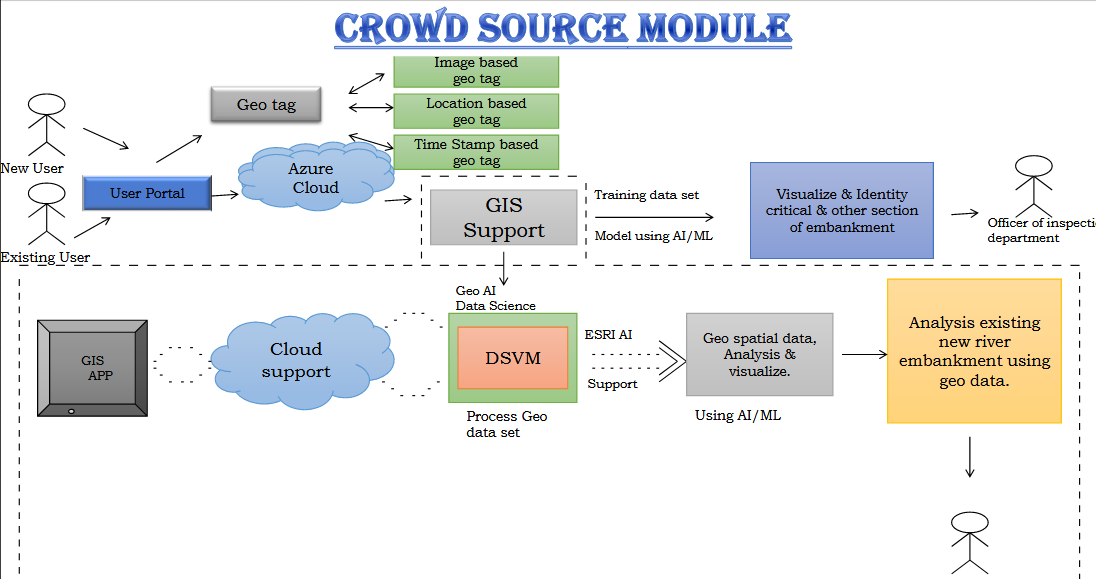 CROWD SOURCE MODULE
Image based
geo tag
Geo tag
Location based
geo tag
Time Stamp based
geo tag
New User
Azure
Cloud
User Portal
GIS
Support
Training data set
Model using AI/ML
Visualize & Identity
critical & other section
of embankment
Officer of inspecti
department
Existing User
Geo AI
Data Science
GIS
APP
Cloud
support
DSVM
ESRI AI
Support
Geo spatial data,
Analysis &
visualize.
Analysis existing
new river
embankment using
geo data.
Process Geo
data set
Using AI/ML